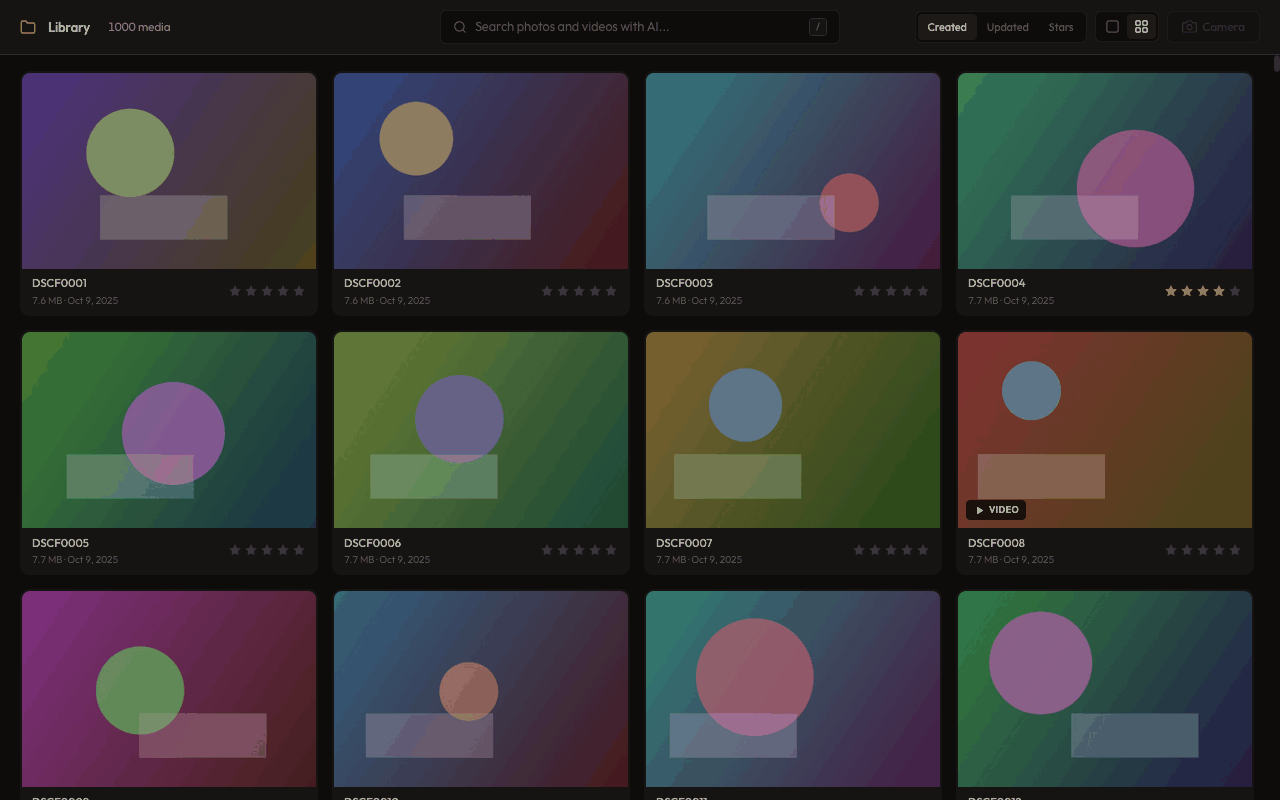 Library 1000 media Search photos and videos with AI... / Created Updated Stars Camera
DSCF0001
7.6 MB · Oct 9, 2025
DSCF0002
7.6 MB · Oct 9, 2025
DSCF0003
7.6 MB · Oct 9, 2025
DSCF0004
7.7 MB · Oct 9, 2025
DSCF0005
7.7 MB · Oct 9, 2025
DSCF0006
7.7 MB · Oct 9, 2025
DSCF0007
7.7 MB · Oct 9, 2025
VIDEO
DSCF0008
7.7 MB · Oct 9, 2025